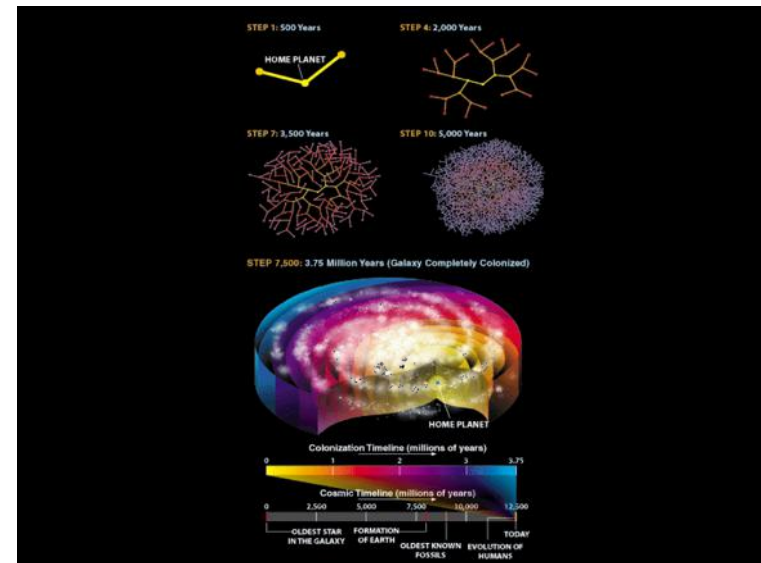 STEP 1: 500 Years
HOME PLANET
STEP 4: 2,000 Years
STEP 7: 3,500 Years
STEP 10: 5,000 Years
STEP 7,500: 3.75 Million Years (Galaxy Completely Colonized)
HOME PLANET
Colonization Timeline (millions of years)
0 1 2 3 3.75
Cosmic Timeline (millions of years)
0 2,500 5,000 7,500 10,000 12,500
TODAY
OLDEST STAR
IN THE GALAXY
FORMATION
OF EARTH
OLDEST KNOWN
FOSSILS
EVOLUTION OF
HUMANS